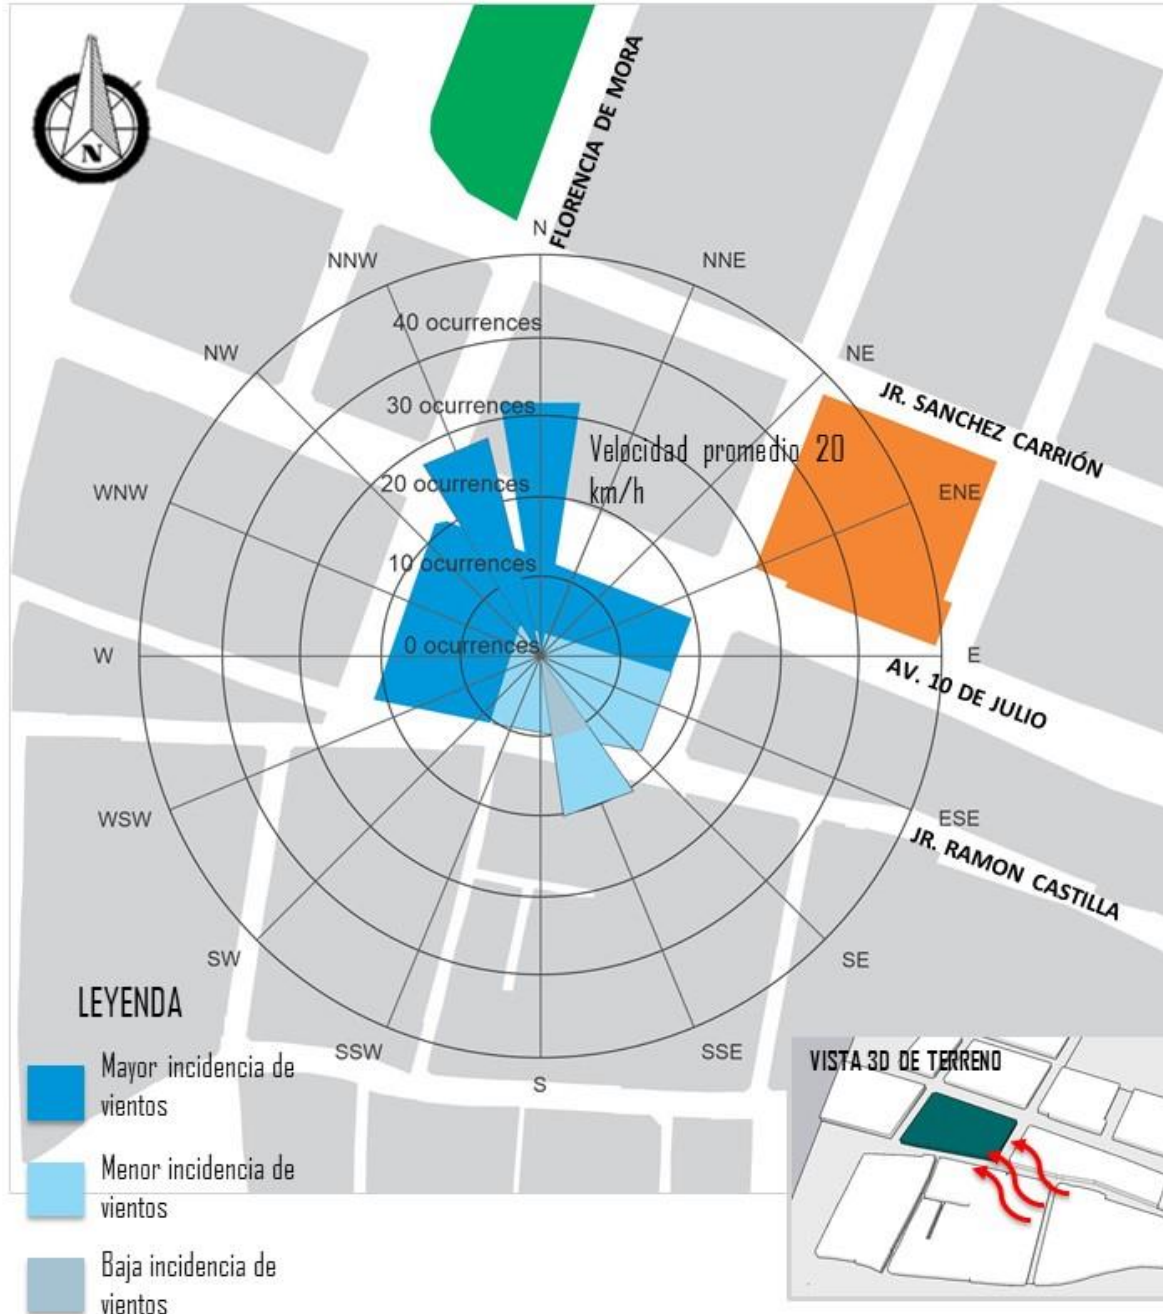 N
FLORENCIA DE MORA
N
NNW
NNE
40 ocurrences
NW
NE
JR. SANCHEZ CARRIÓN
30 ocurrences
Velocidad promedio 20
km/h
20 ocurrences
WNW
ENE
10 ocurrences
0 ocurrences
W
E
AV. 10 DE JULIO
WSW
ESE
JR. RAMON CASTILLA
SW
SE
LEYENDA
SSW
SSE
S
Mayor incidencia de
vientos
Menor incidencia de
vientos
Baja incidencia de
vientos
VISTA 3D DE TERRENO